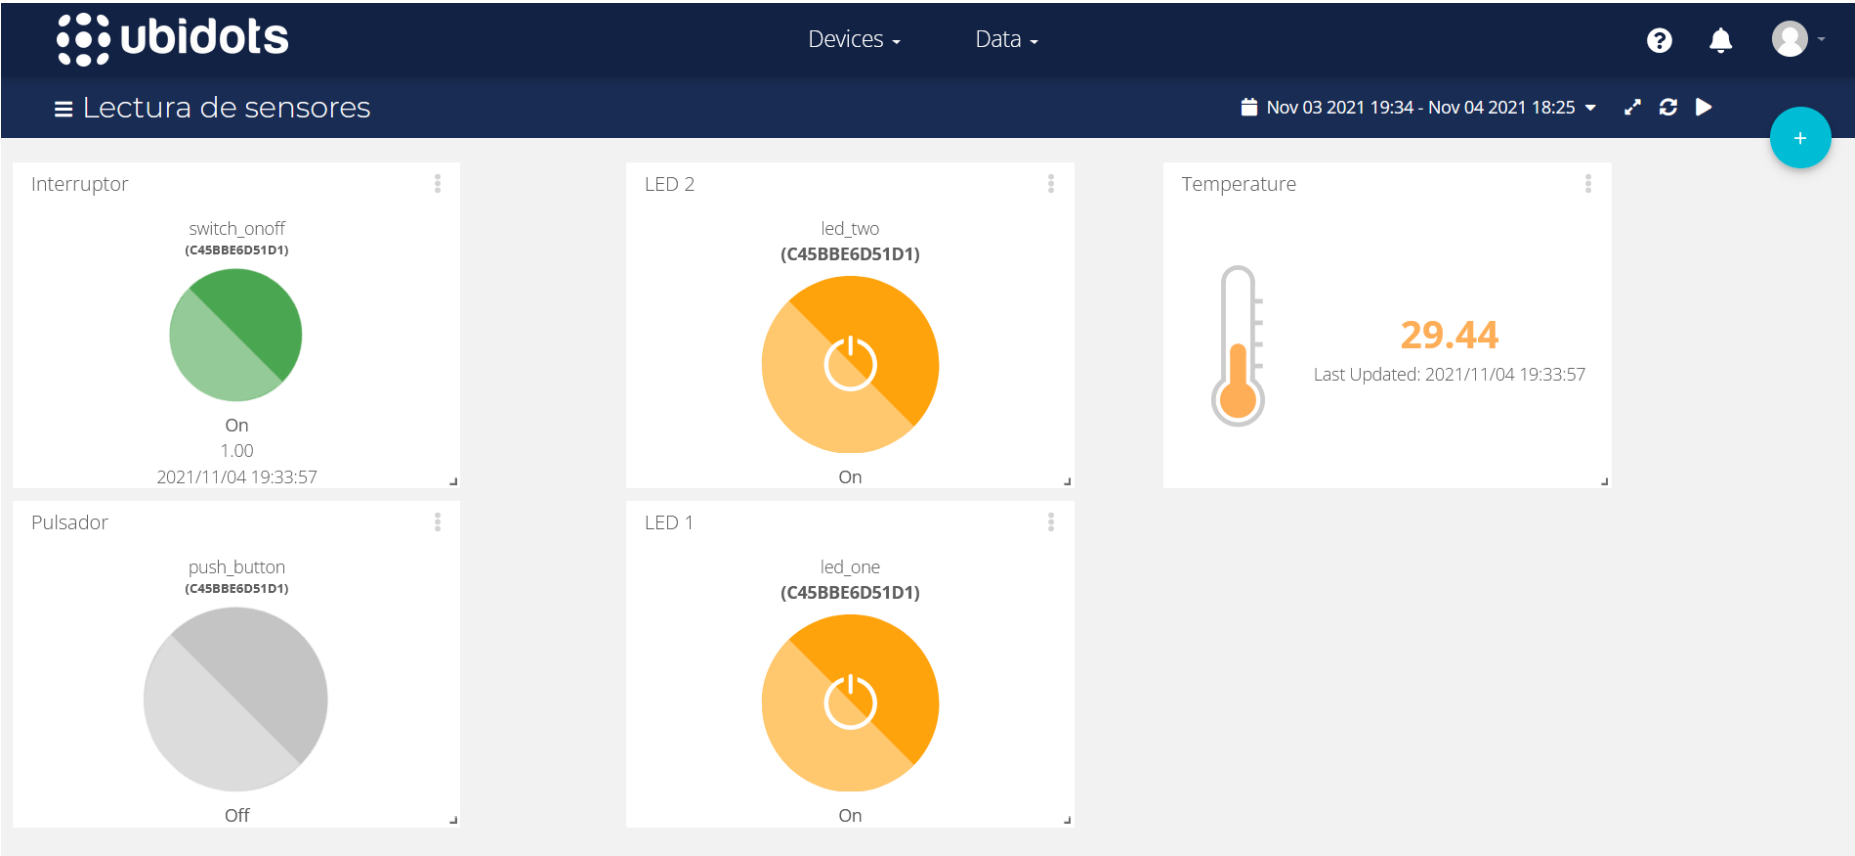 ubidots
Devices
Data
Lectura de sensores
Nov 03 2021 19:34 - Nov 04 2021 18:25
Interruptor
switch_onoff
(C45BBE6D51D1)
On
1.00
2021/11/04 19:33:57
LED 2
led_two
(C45BBE6D51D1)
On
Temperature
29.44
Last Updated: 2021/11/04 19:33:57
Pulsador
push_button
(C45BBE6D51D1)
Off
LED 1
led_one
(C45BBE6D51D1)
On